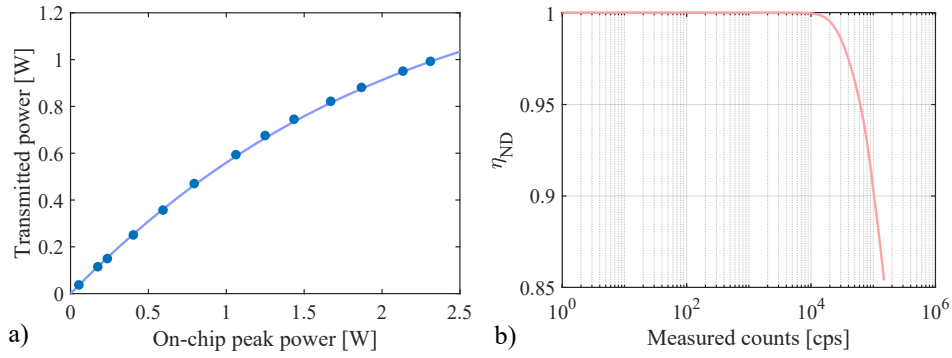 1.2
1
0.8
0.6
0.4
0.2
0
Transmitted power [W]
0 0.5 1 1.5 2 2.5
On-chip peak power [W]
a)
1
0.95
0.9
0.85
η_ND
10^0 10^2 10^4 10^6
Measured counts [cps]
b)